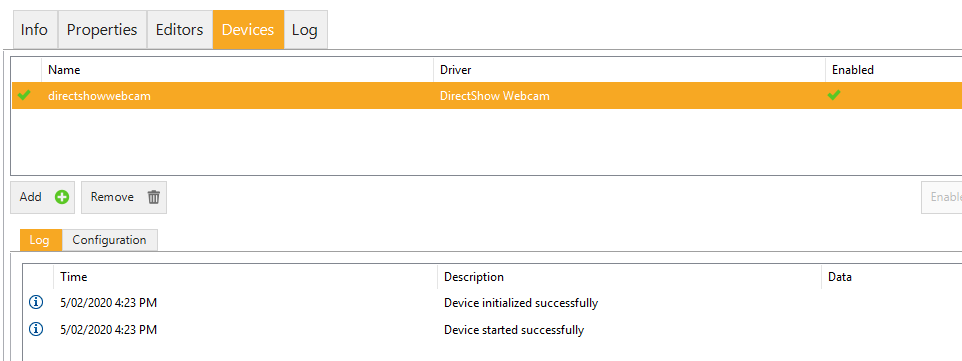 Info Properties Editors Devices Log
Name Driver Enabled
directshowwebcam DirectShow Webcam
Add Remove Enable
Log Configuration
Time Description Data
5/02/2020 4:23 PM Device initialized successfully
5/02/2020 4:23 PM Device started successfully